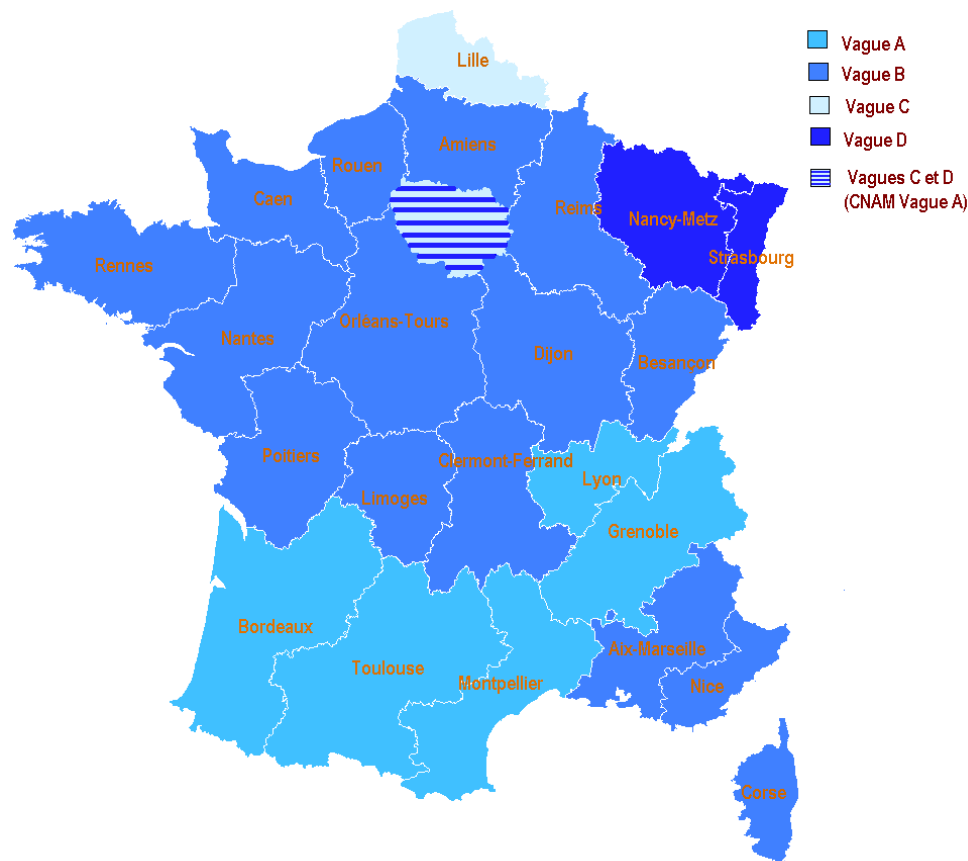 Lille
Vague A
Vague B
Vague C
Vague D
Vagues C et D
(CNAM Vague A)
Amiens
Rouen
Caen
Reims
Nancy-Metz
Strasbourg
Rennes
Orléans-Tours
Nantes
Dijon
Besançon
Poitiers
Clermont-Ferrand
Limoges
Lyon
Grenoble
Bordeaux
Toulouse
Montpellier
Aix-Marseille
Nice
Corse